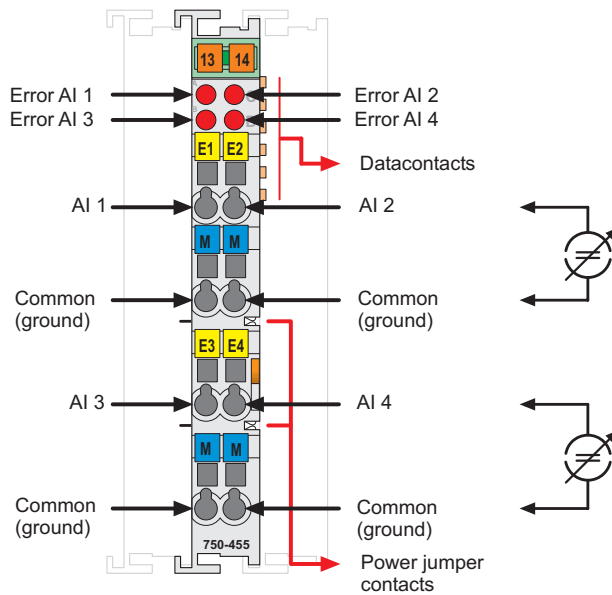 13 14
Error AI 1
Error AI 2
Error AI 3
Error AI 4
E1 E2
Datacontacts
AI 1
AI 2
M M
Common
(ground)
Common
(ground)
E3 E4
AI 3
AI 4
M M
Common
(ground)
Common
(ground)
750-455
Power jumper
contacts